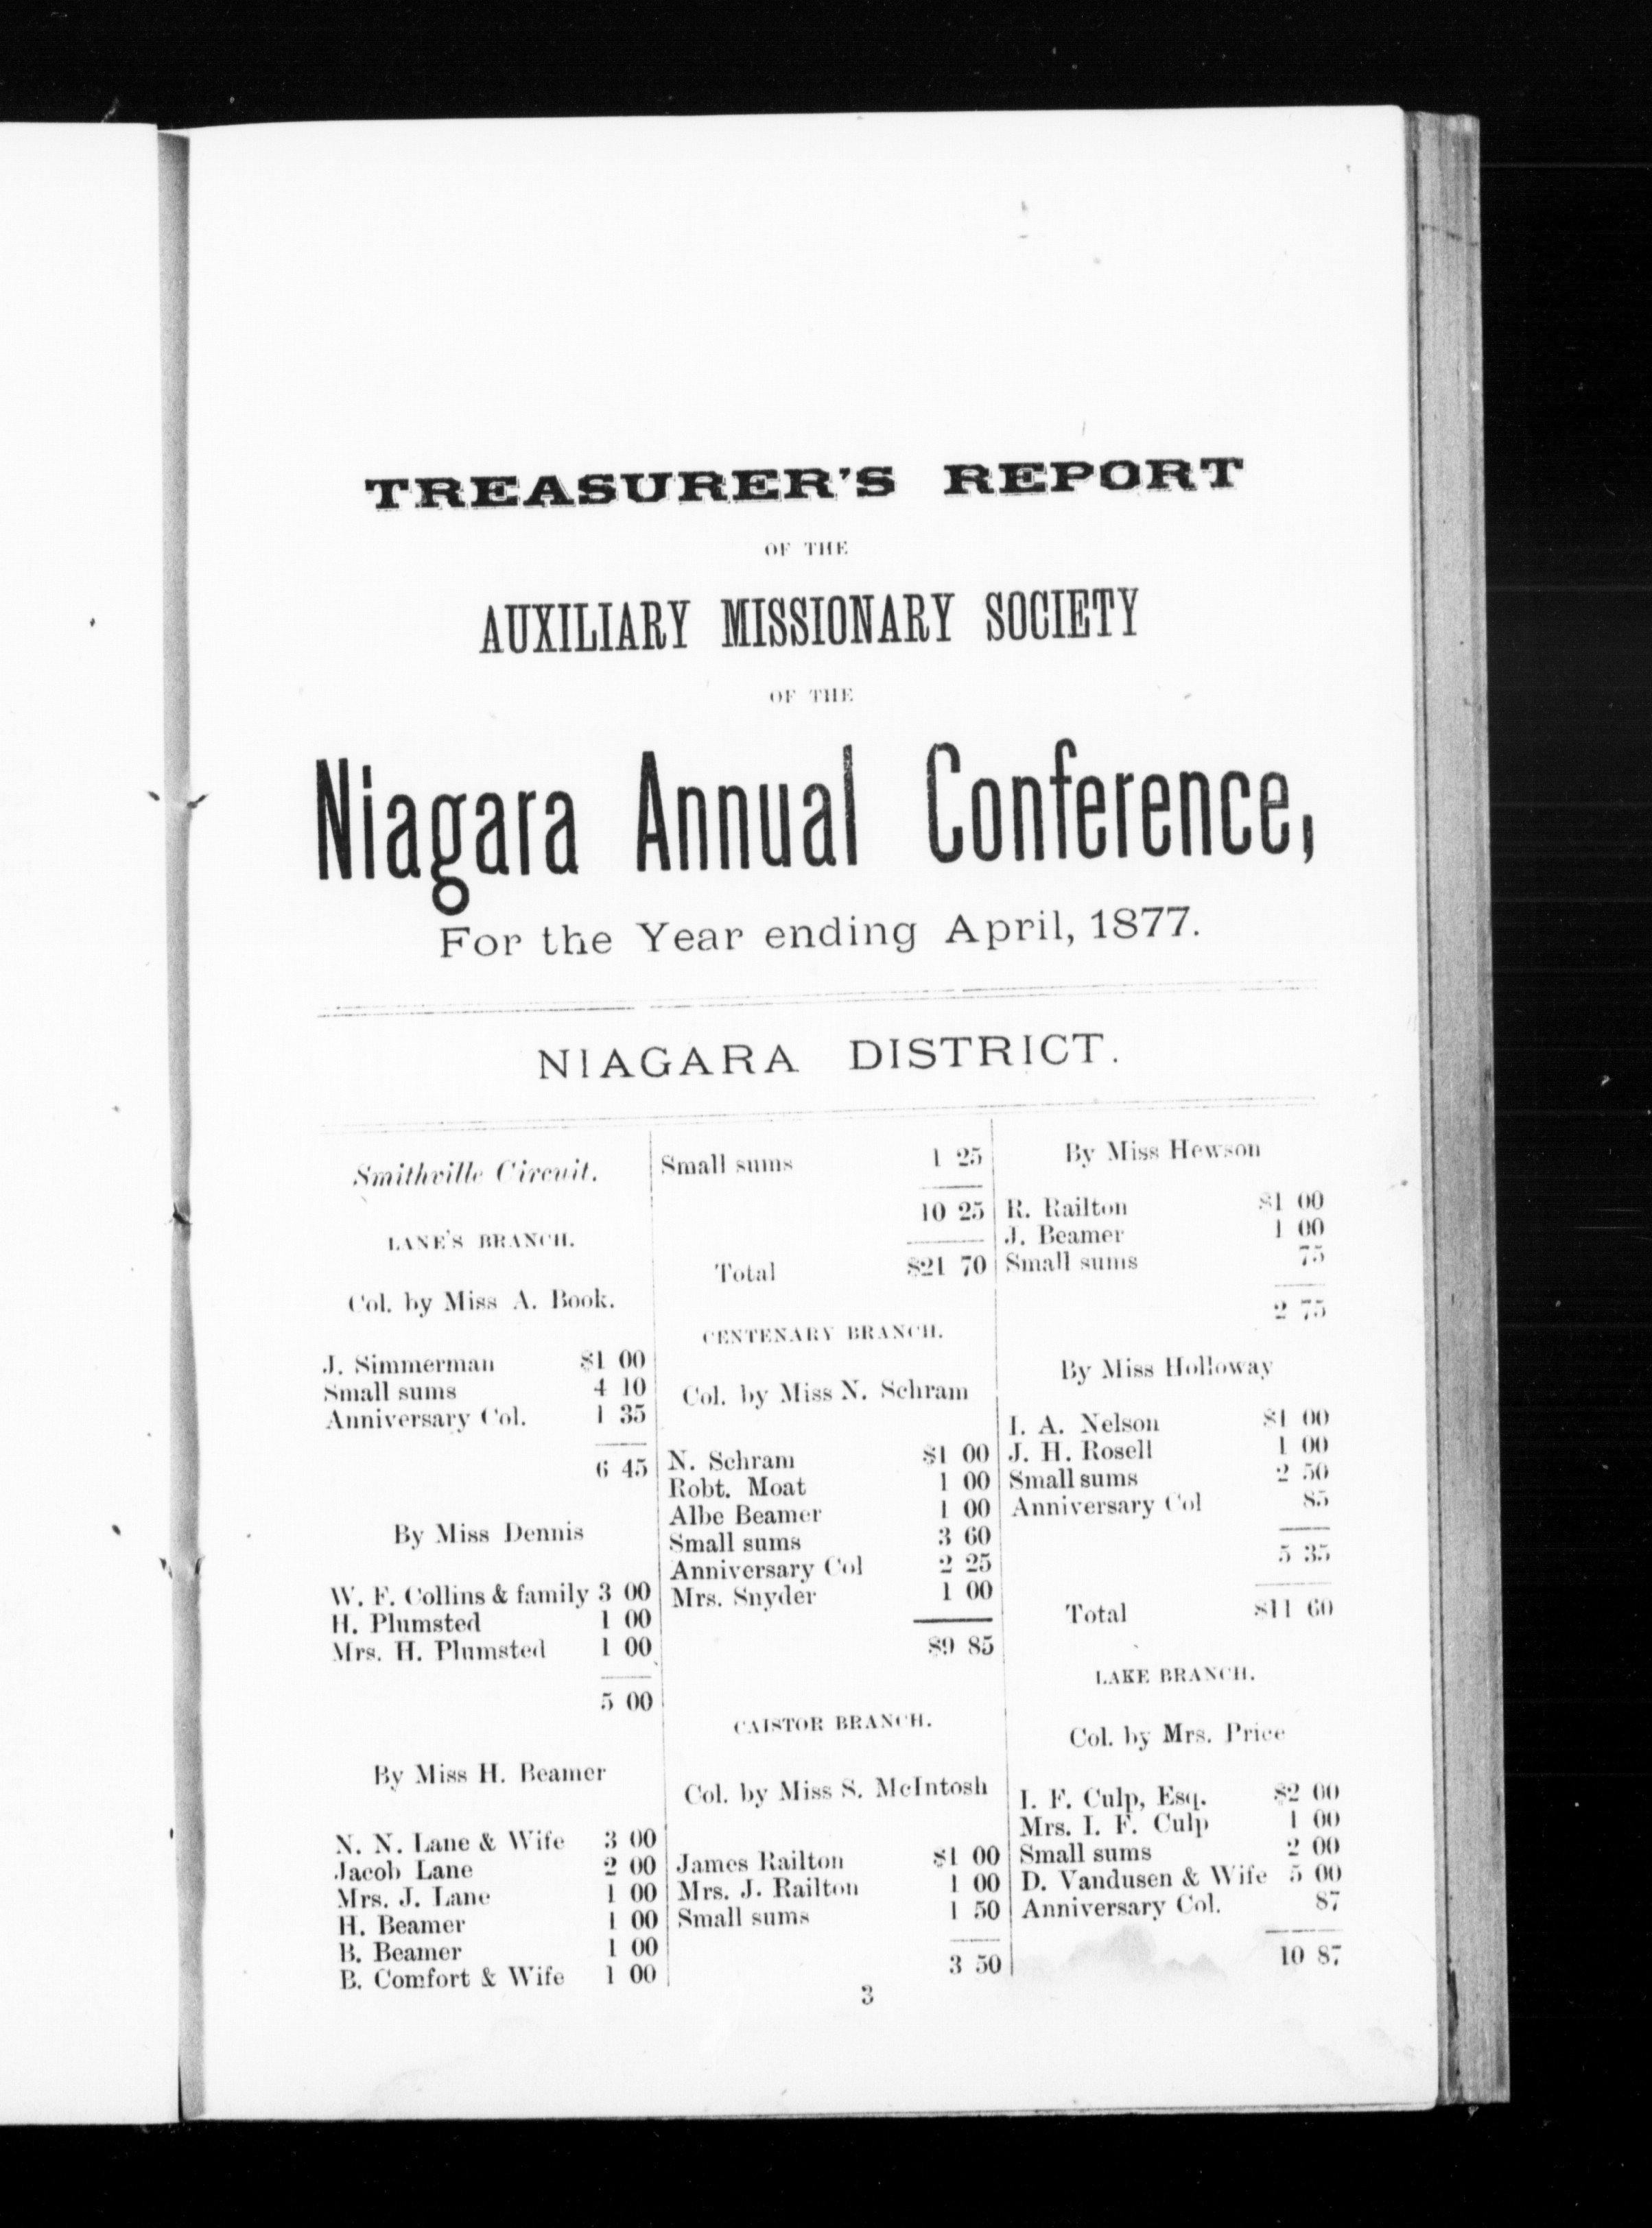 TREASURER'S REPORT
OF THE
AUXILIARY MISSIONARY SOCIETY
OF THE
Niagara Annual Conference,
For the Year ending April, 1877.
NIAGARA DISTRICT.
Smithville Circuit.
LANE'S BRANCH.
Col. by Miss A. Book.
J. Simmerman $1 00
Small sums 4 10
Anniversary Col. 1 35
6 45
By Miss Dennis
W. F. Collins & family 3 00
H. Plumsted 1 00
Mrs. H. Plumsted 1 00
5 00
By Miss H. Beamer
N. N. Lane & Wife 3 00
Jacob Lane 2 00
Mrs. J. Lane 1 00
H. Beamer 1 00
B. Beamer 1 00
B. Comfort & Wife 1 00
Small sums 1 25
10 25
Total $21 70
CENTENARY BRANCH.
Col. by Miss N. Schram
N. Schram $1 00
Robt. Moat 1 00
Albe Beamer 1 00
Small sums 3 60
Anniversary Col 2 25
Mrs. Snyder 1 00
$9 85
CAISTOR BRANCH.
Col. by Miss S. McIntosh
James Railton $1 00
Mrs. J. Railton 1 00
Small sums 1 50
3 50
By Miss Hewson
R. Railton $1 00
J. Beamer 1 00
Small sums 75
2 75
By Miss Holloway
I. A. Nelson $1 00
J. H. Rosell 1 00
Small sums 2 50
Anniversary Col 85
5 35
Total $11 60
LAKE BRANCH.
Col. by Mrs. Price
I. F. Culp, Esq. $2 00
Mrs. I. F. Culp 1 00
Small sums 2 00
D. Vandusen & Wife 5 00
Anniversary Col. 87
10 87
3